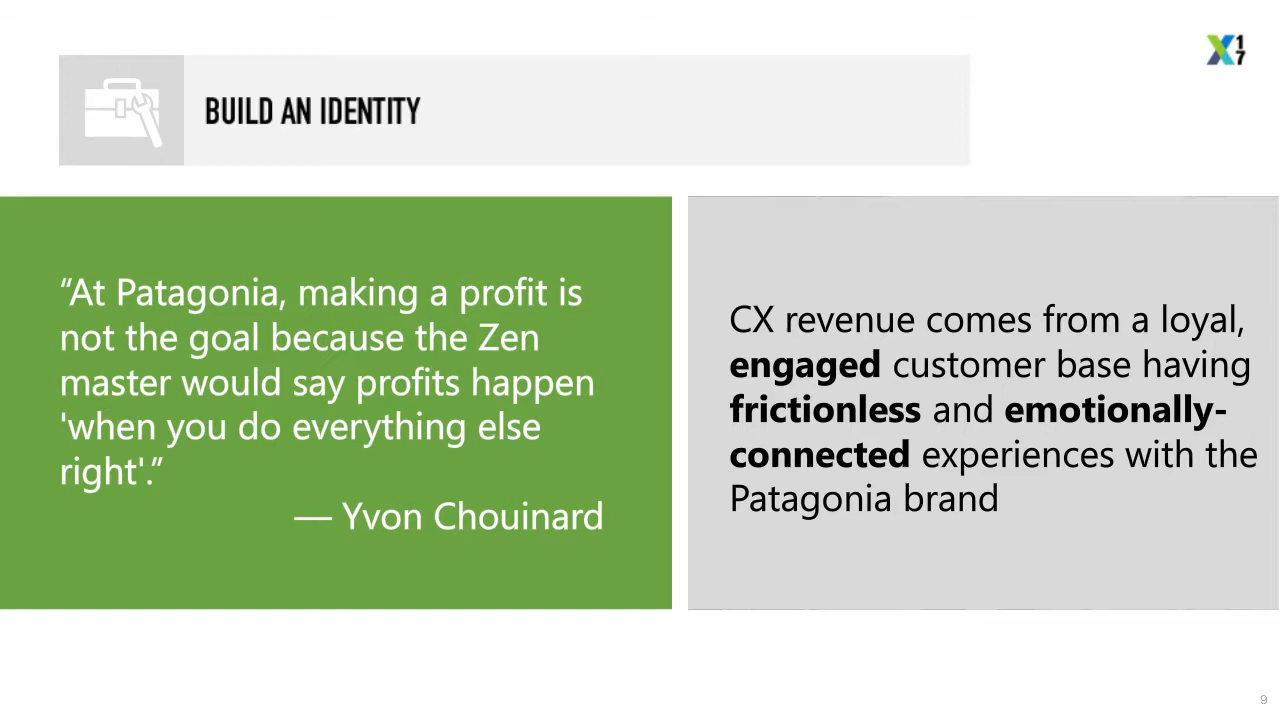 X17
BUILD AN IDENTITY
“At Patagonia, making a profit is
not the goal because the Zen
master would say profits happen
'when you do everything else
right'.”
— Yvon Chouinard
CX revenue comes from a loyal,
engaged customer base having
frictionless and emotionally-
connected experiences with the
Patagonia brand
9